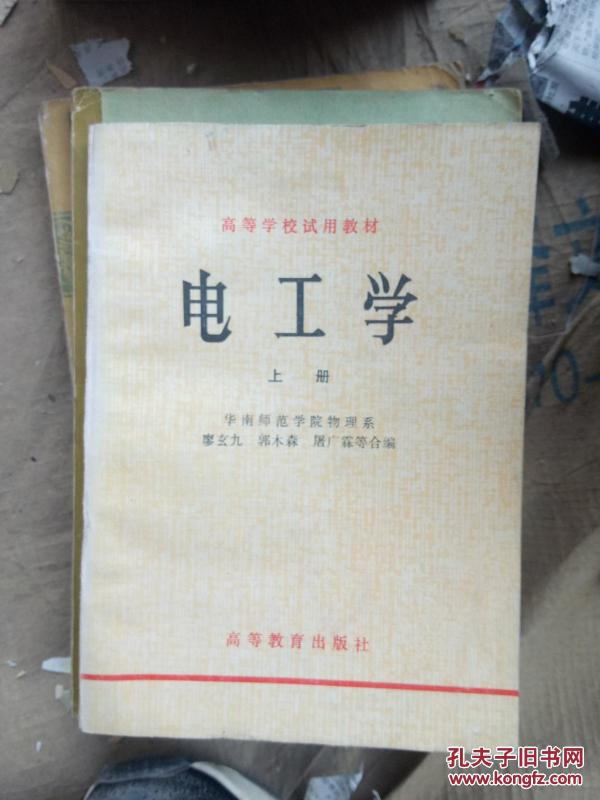 高等学校试用教材
电工学
上册
华南师范学院物理系
廖玄九 郭木森 屠广霖等合编
高等教育出版社
孔夫子旧书网
www.kongfz.com